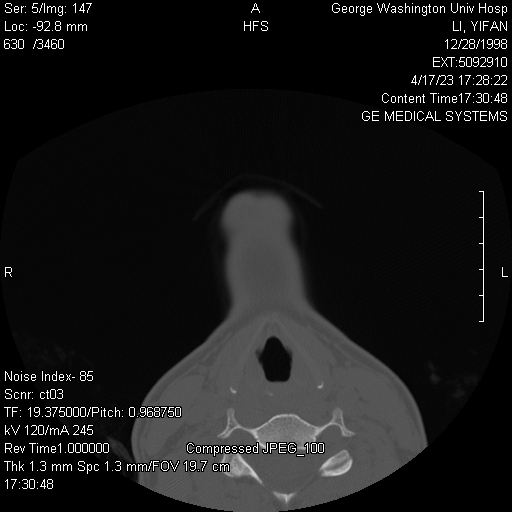 Ser: 5/Img: 147
Loc: -92.8 mm
630 /3460
A
HFS
George Washington Univ Hosp
LI, YIFAN
12/28/1998
EXT:5092910
4/17/23 17:28:22
Content Time17:30:48
GE MEDICAL SYSTEMS
R
L
Noise Index- 85
Scnr: ct03
TF: 19.375000/Pitch: 0.968750
kV 120/mA 245
Rev Time1.000000
Compressed JPEG_100
Thk 1.3 mm Spc 1.3 mm/FOV 19.7 cm
17:30:48